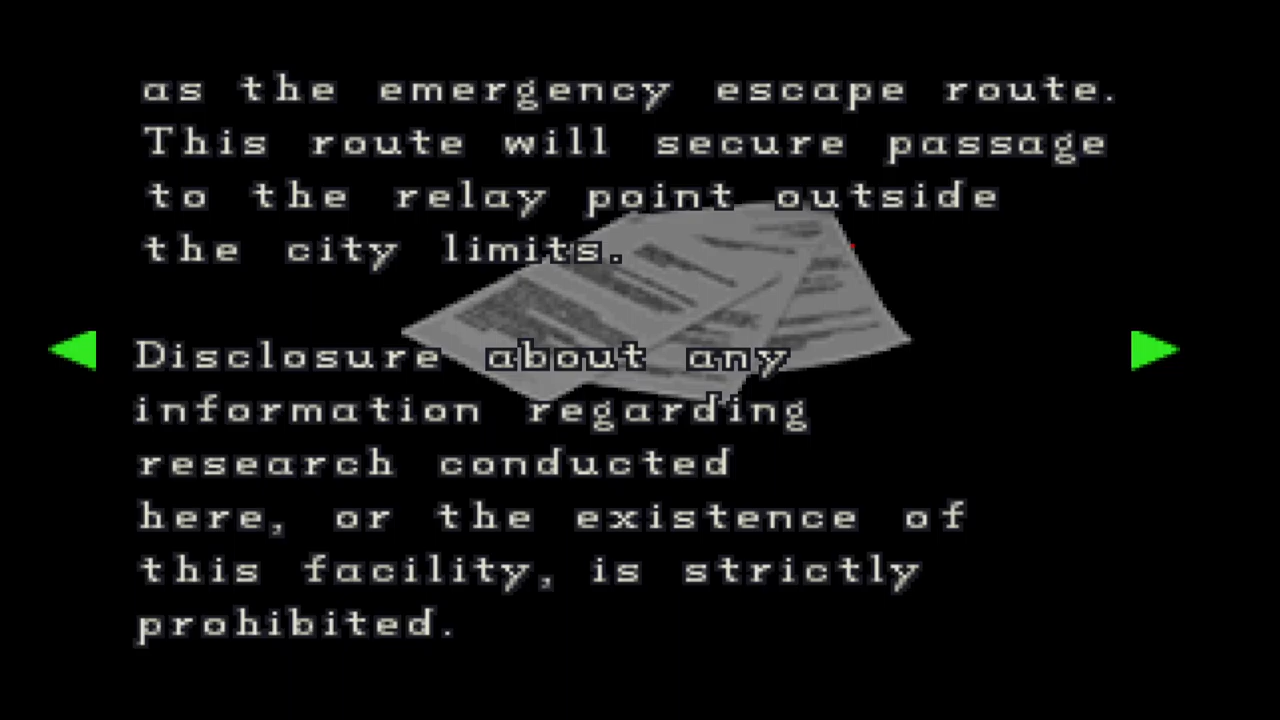 as the emergency escape route.
This route will secure passage
to the relay point outside
the city limits.
Disclosure about any
information regarding
research conducted
here, or the existence of
this facility, is strictly
prohibited.